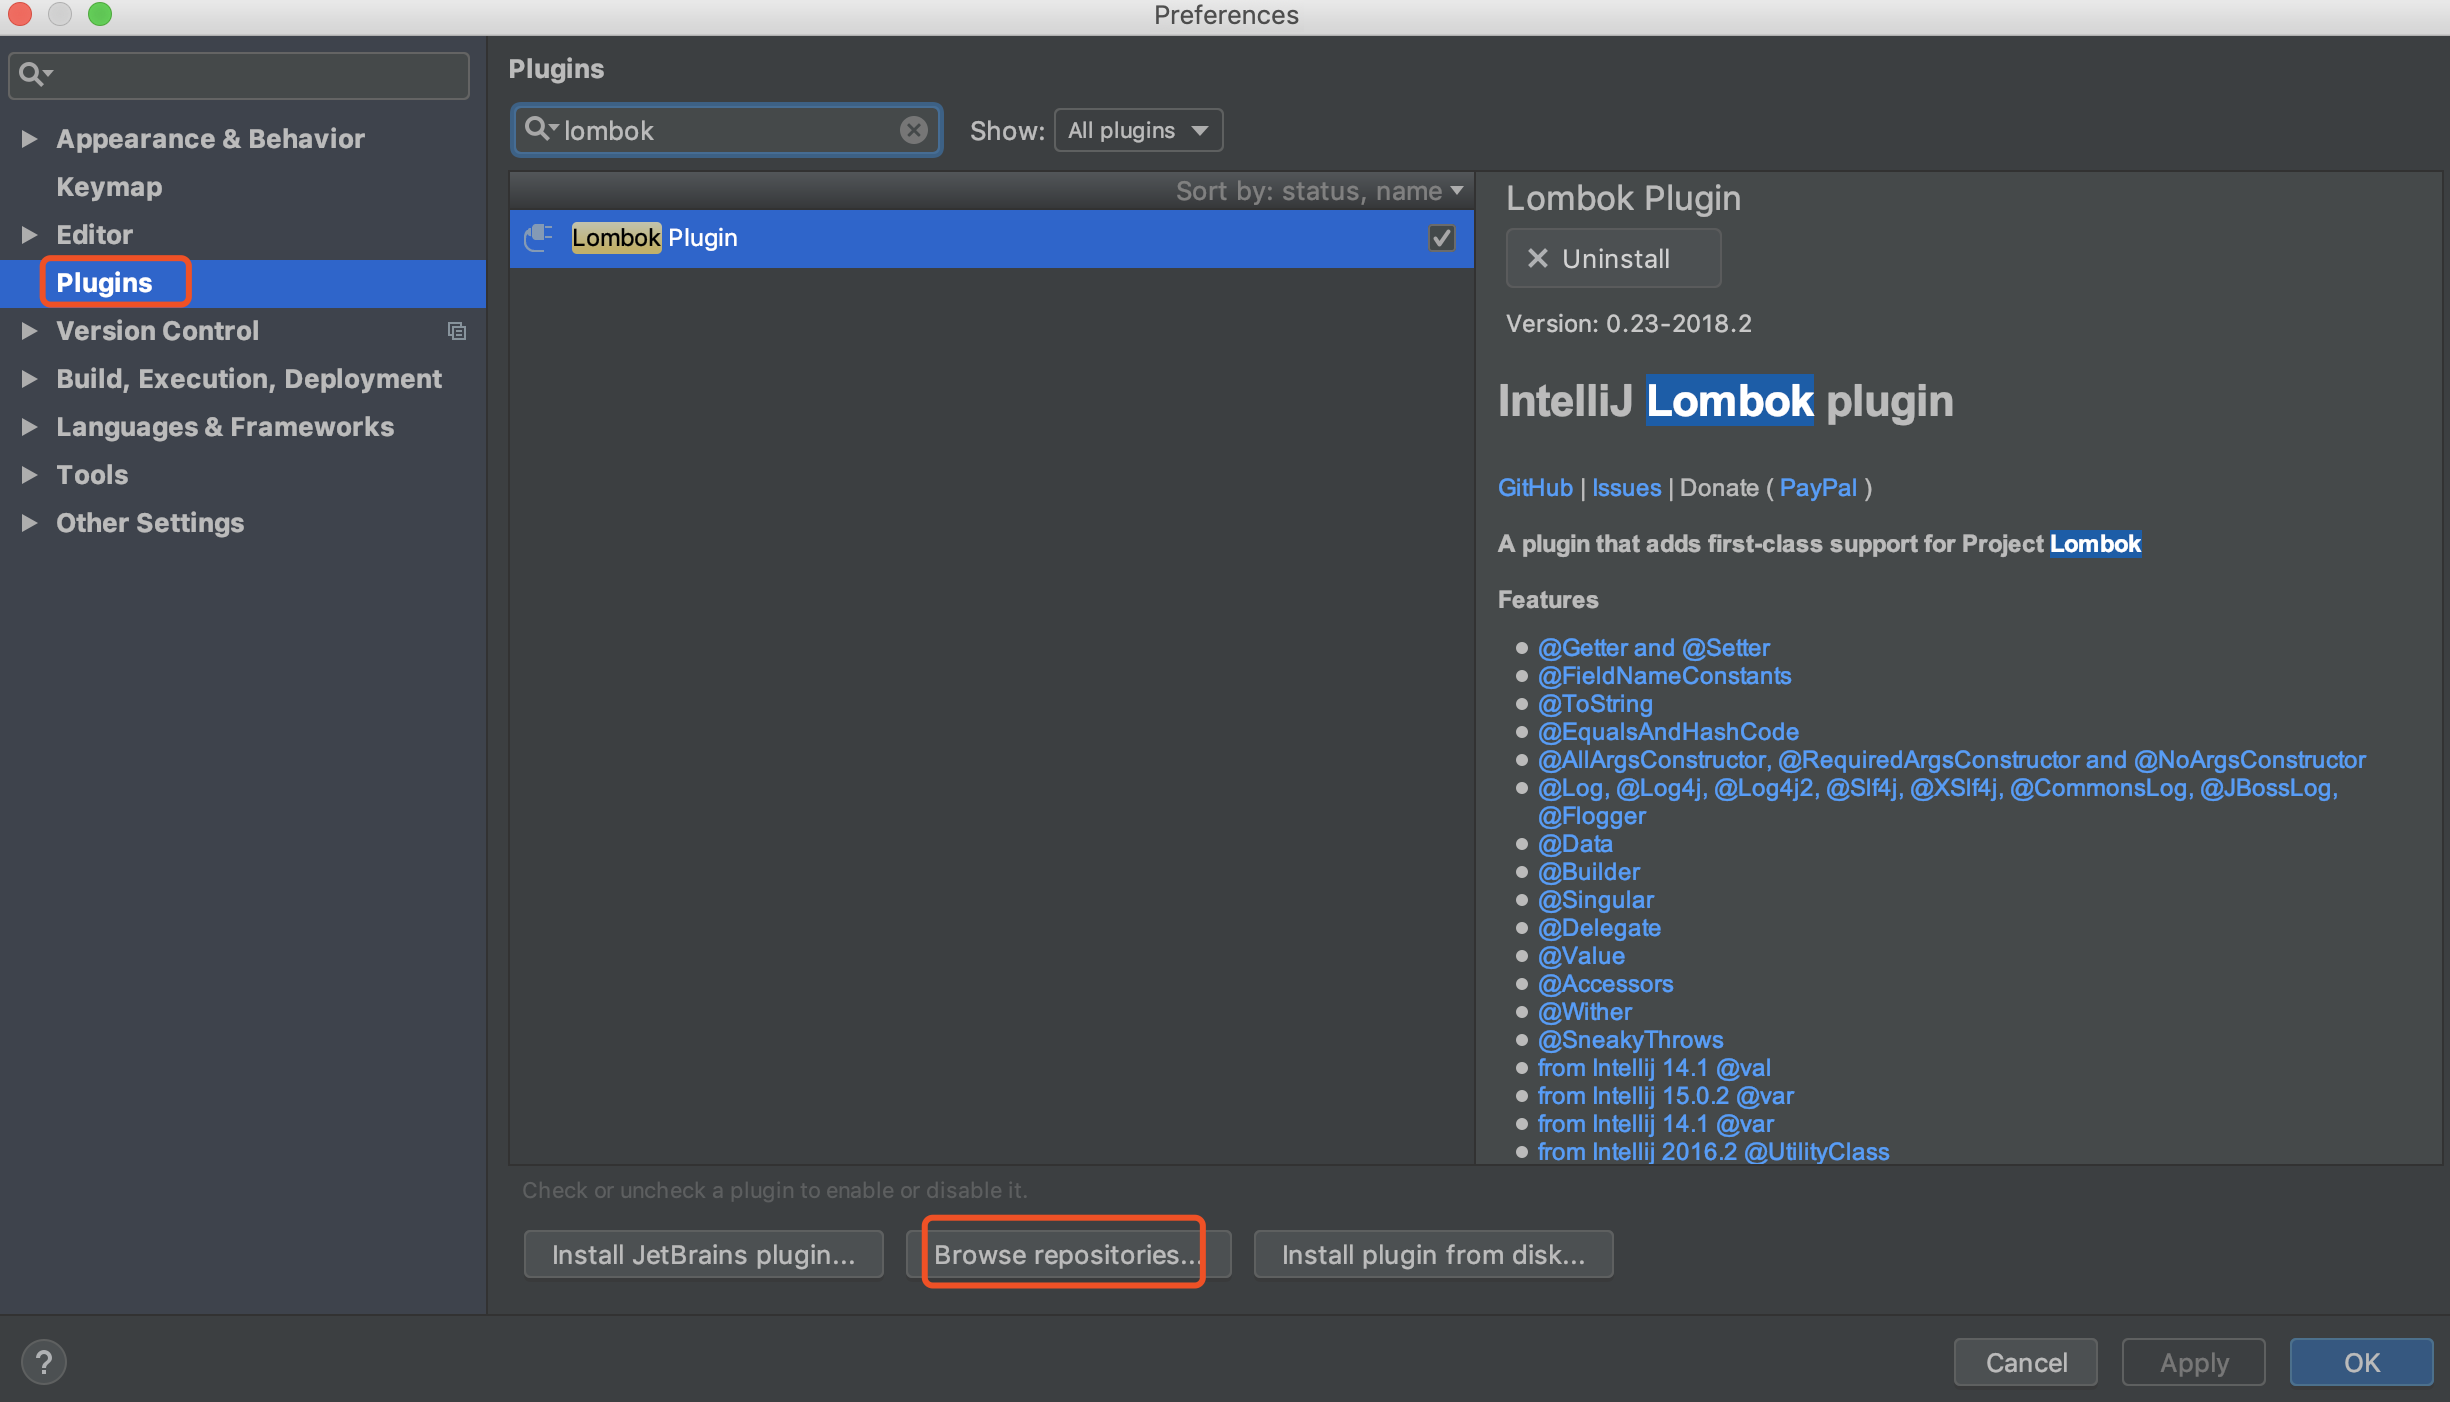 Preferences
Appearance & Behavior
Keymap
Editor
Plugins
Version Control
Build, Execution, Deployment
Languages & Frameworks
Tools
Other Settings
Plugins
lombok
Show: All plugins
Sort by: status, name
Lombok Plugin
Lombok Plugin
Uninstall
Version: 0.23-2018.2
IntelliJ Lombok plugin
GitHub | Issues | Donate ( PayPal )
A plugin that adds first-class support for Project Lombok
Features
@Getter and @Setter
@FieldNameConstants
@ToString
@EqualsAndHashCode
@AllArgsConstructor, @RequiredArgsConstructor and @NoArgsConstructor
@Log, @Log4j, @Log4j2, @Slf4j, @XSlf4j, @CommonsLog, @JBossLog,
@Flogger
@Data
@Builder
@Singular
@Delegate
@Value
@Accessors
@Wither
@SneakyThrows
from Intellij 14.1 @val
from Intellij 15.0.2 @var
from Intellij 14.1 @var
from Intellij 2016.2 @UtilityClass
Check or uncheck a plugin to enable or disable it.
Install JetBrains plugin...
Browse repositories...
Install plugin from disk...
?
Cancel
Apply
OK